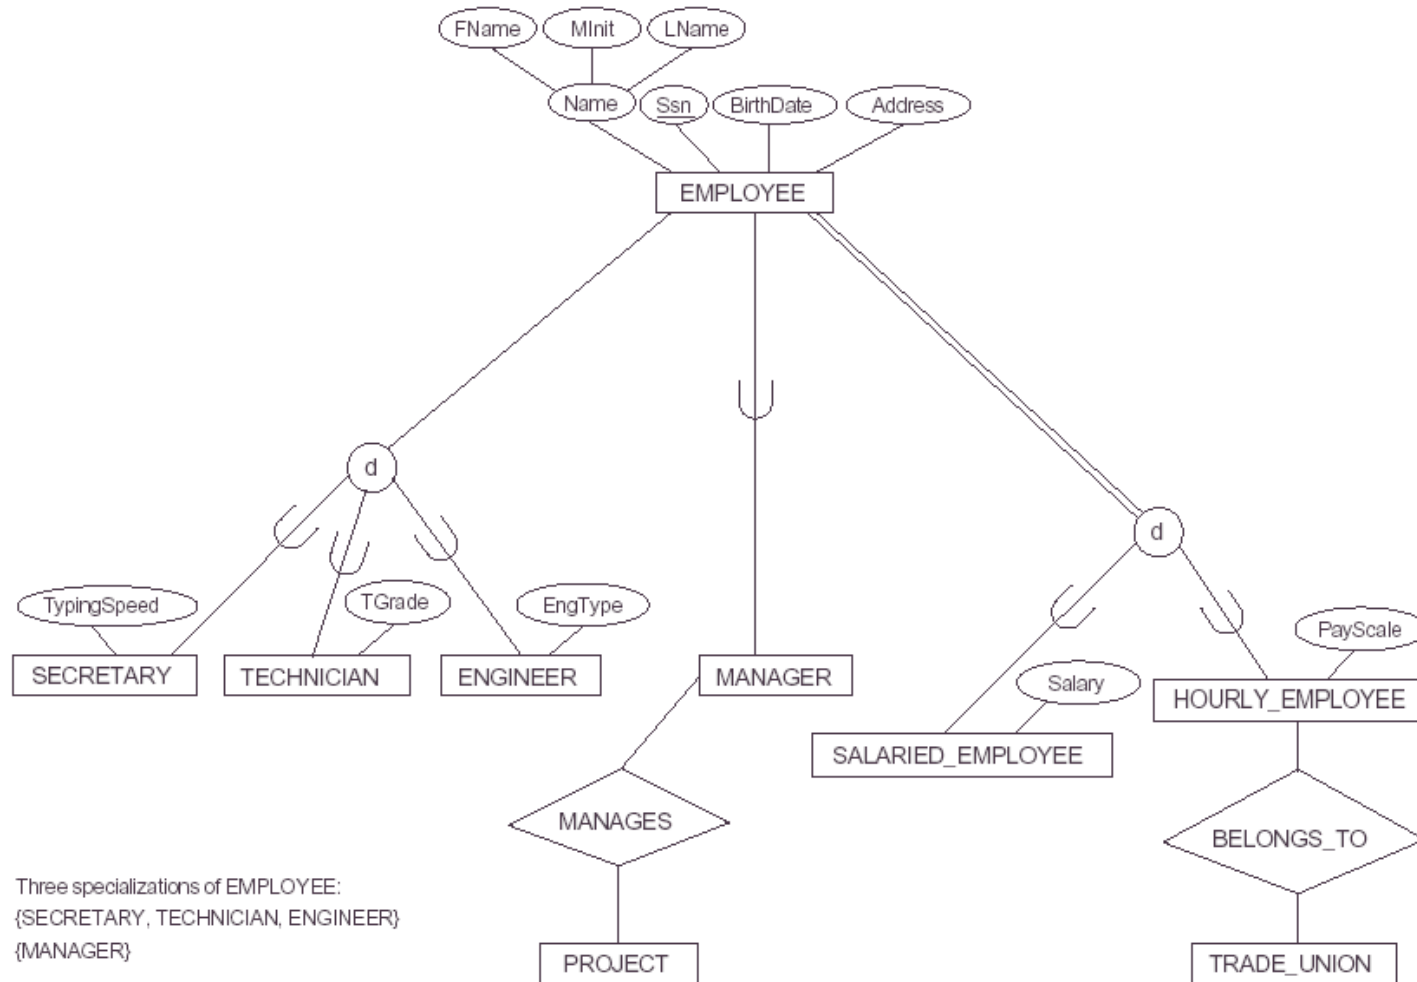 FName
MInit
LName
Name
Ssn
BirthDate
Address
EMPLOYEE
d
d
TypingSpeed
TGrade
EngType
PayScale
SECRETARY
TECHNICIAN
ENGINEER
MANAGER
Salary
HOURLY_EMPLOYEE
SALARIED_EMPLOYEE
MANAGES
BELONGS_TO
Three specializations of EMPLOYEE:
{SECRETARY, TECHNICIAN, ENGINEER}
{MANAGER}
PROJECT
TRADE_UNION